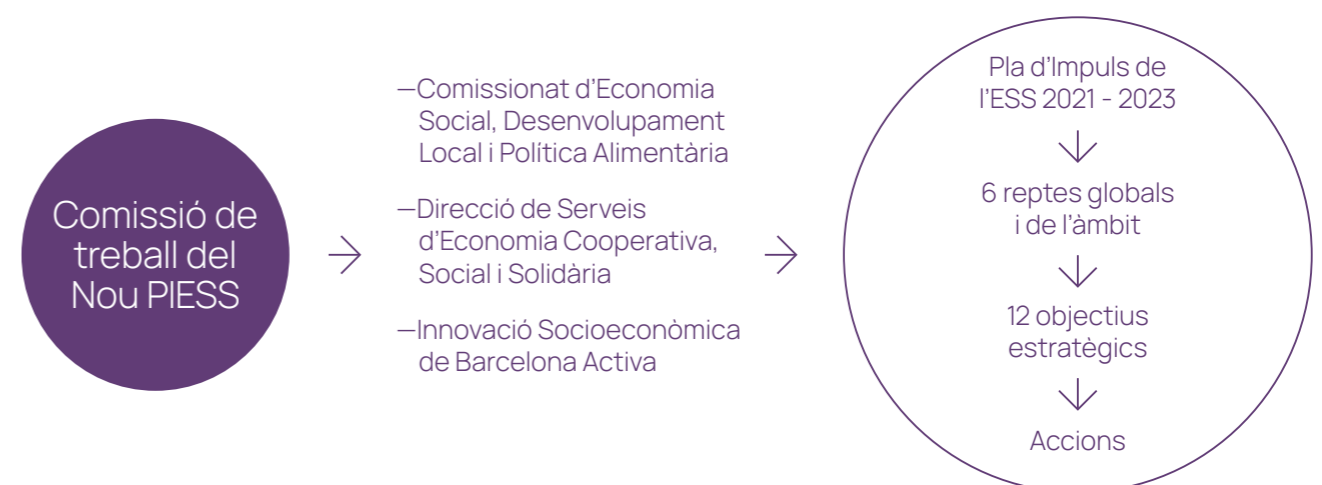 Comissió de
treball del
Nou PIESS
—Comissionat d'Economia
Social, Desenvolupament
Local i Política Alimentària
—Direcció de Serveis
d'Economia Cooperativa,
Social i Solidària
—Innovació Socioeconòmica
de Barcelona Activa
Pla d'Impuls de
l'ESS 2021 - 2023
6 reptes globals
i de l'àmbit
12 objectius
estratègics
Accions